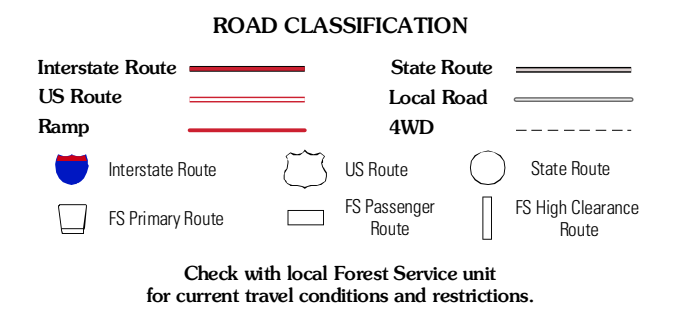 ROAD CLASSIFICATION
Interstate Route
State Route
US Route
Local Road
Ramp
4WD
Interstate Route
US Route
State Route
FS Primary Route
FS Passenger
Route
FS High Clearance
Route
Check with local Forest Service unit
for current travel conditions and restrictions.